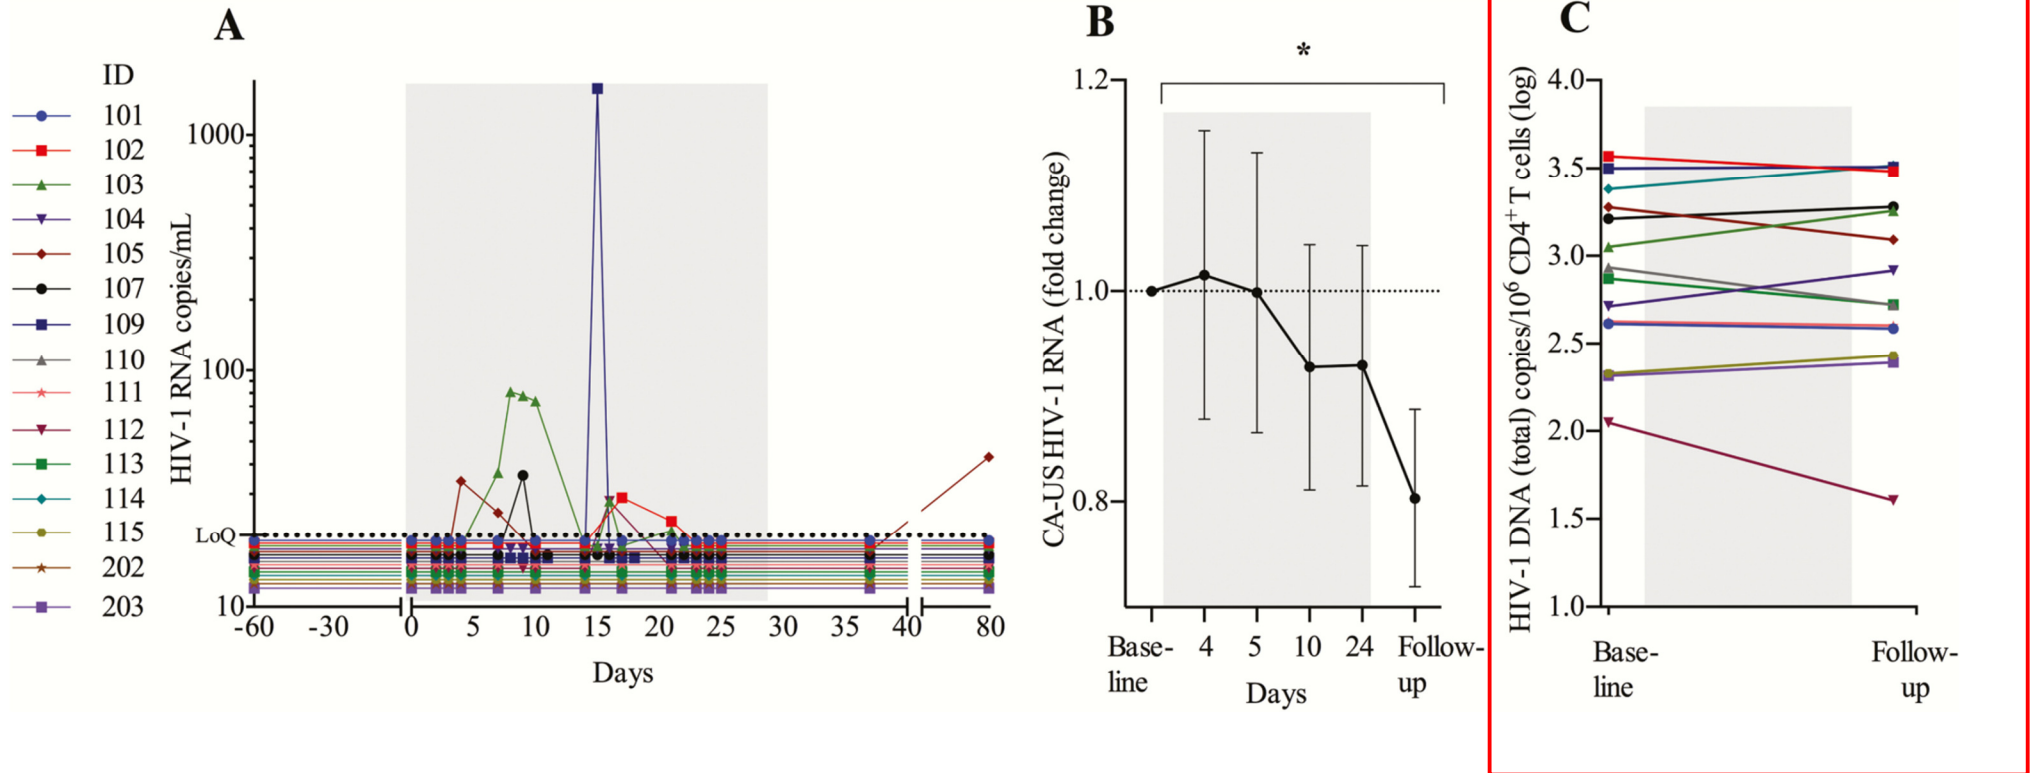 A
ID
101
102
103
104
105
107
109
110
111
112
113
114
115
202
203
HIV-1 RNA copies/mL
1000
100
LoQ
10
-60 -30 0 5 10 15 20 25 30 35 40 80
Days
B
*
CA-US HIV-1 RNA (fold change)
1.2
1.0
0.8
Base-
line
4 5 10 24
Follow-
up
Days
C
HIV-1 DNA (total) copies/10⁶ CD4⁺ T cells (log)
4.0
3.5
3.0
2.5
2.0
1.5
1.0
Base-
line
Follow-
up